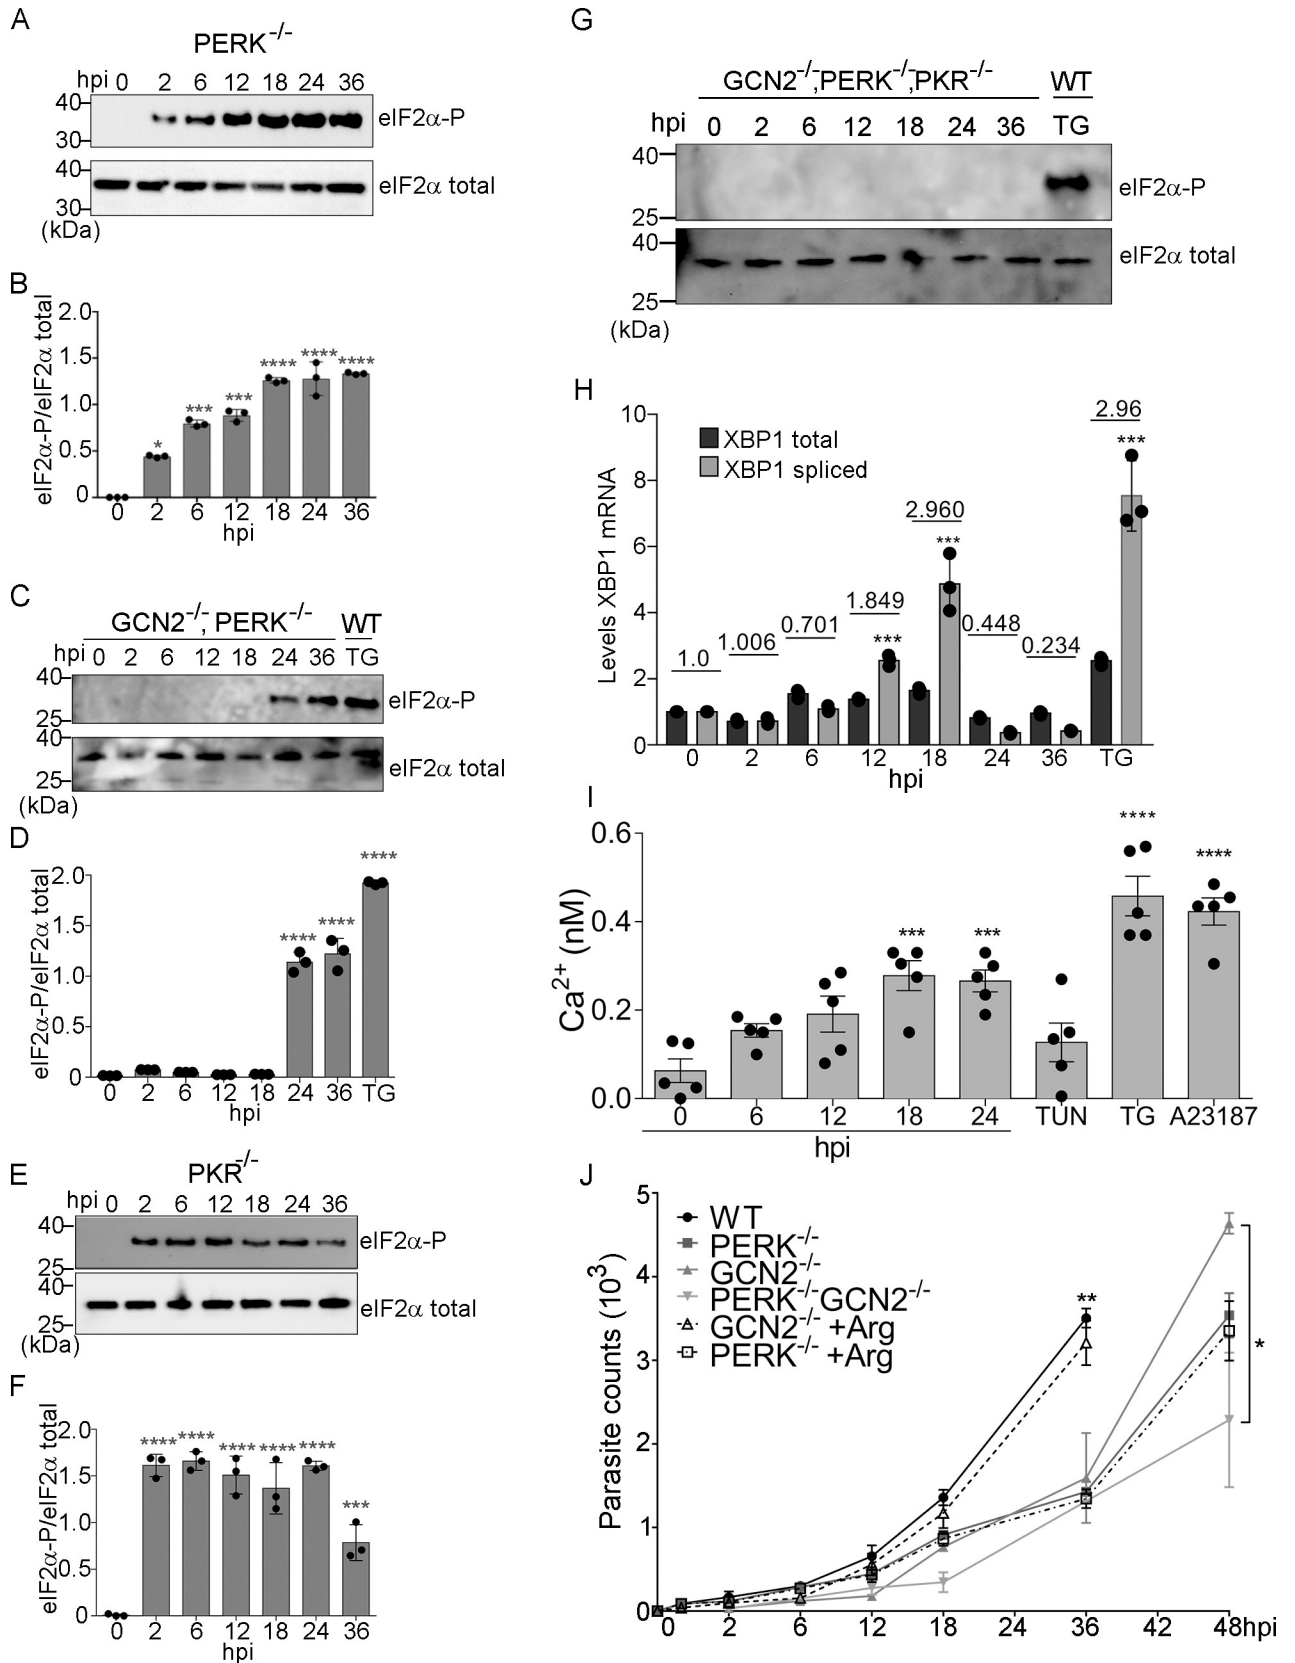 A
PERK-/-
hpi 0 2 6 12 18 24 36
40
eIF2α-P
30
40
eIF2α total
30
(kDa)
B
eIF2α-P/eIF2α total
2.0
1.5
1.0
0.5
0
* *** *** **** **** ****
0 2 6 12 18 24 36
hpi
C
GCN2-/-, PERK-/- WT
hpi 0 2 6 12 18 24 36 TG
40
eIF2α-P
25
40
eIF2α total
25
(kDa)
D
eIF2α-P/eIF2α total
2.0
1.5
1.0
0.5
0
**** **** ****
0 2 6 12 18 24 36 TG
hpi
E
PKR-/-
hpi 0 2 6 12 18 24 36
40
eIF2α-P
25
40
eIF2α total
25
(kDa)
F
eIF2α-P/eIF2α total
2.0
1.5
1.0
0.5
0
**** **** **** **** **** ***
0 2 6 12 18 24 36
hpi
G
GCN2-/-,PERK-/-,PKR-/- WT
hpi 0 2 6 12 18 24 36 TG
40
eIF2α-P
25
40
eIF2α total
25
(kDa)
H
Levels XBP1 mRNA
10
8
6
4
2
0
XBP1 total
XBP1 spliced
1.0 1.006 0.701 1.849 2.960 0.448 0.234 2.96
*** *** ***
0 2 6 12 18 24 36 TG
hpi
I
Ca2+ (nM)
0.6
0.4
0.2
0.0
*** *** **** ****
0 6 12 18 24 TUN TG A23187
hpi
J
Parasite counts (103)
5
4
3
2
1
0
WT
PERK-/-
GCN2-/-
PERK-/-GCN2-/-
GCN2-/- +Arg
PERK-/- +Arg
**
*
0 2 6 12 18 24 36 42 48hpi